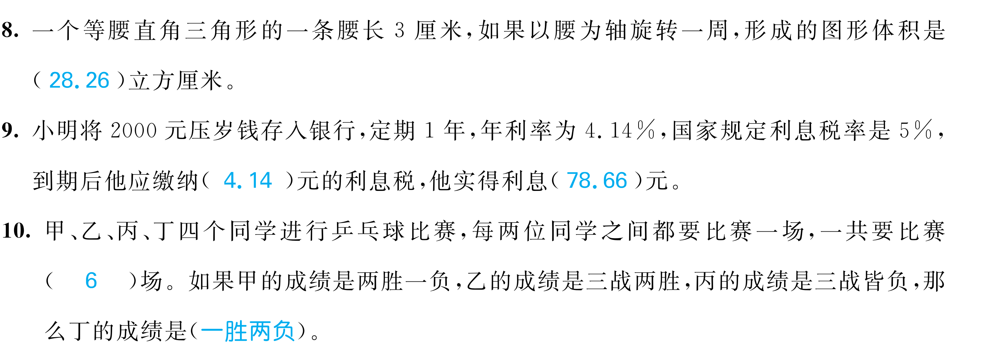 8. 一个等腰直角三角形的一条腰长 3 厘米,如果以腰为轴旋转一周,形成的图形体积是
( 28.26 )立方厘米。
9. 小明将 2000 元压岁钱存入银行,定期 1 年,年利率为 4.14%,国家规定利息税率是 5%,
到期后他应缴纳( 4.14 )元的利息税,他实得利息( 78.66 )元。
10. 甲、乙、丙、丁四个同学进行乒乓球比赛,每两位同学之间都要比赛一场,一共要比赛
( 6 )场。如果甲的成绩是两胜一负,乙的成绩是三战两胜,丙的成绩是三战皆负,那
么丁的成绩是(一胜两负)。